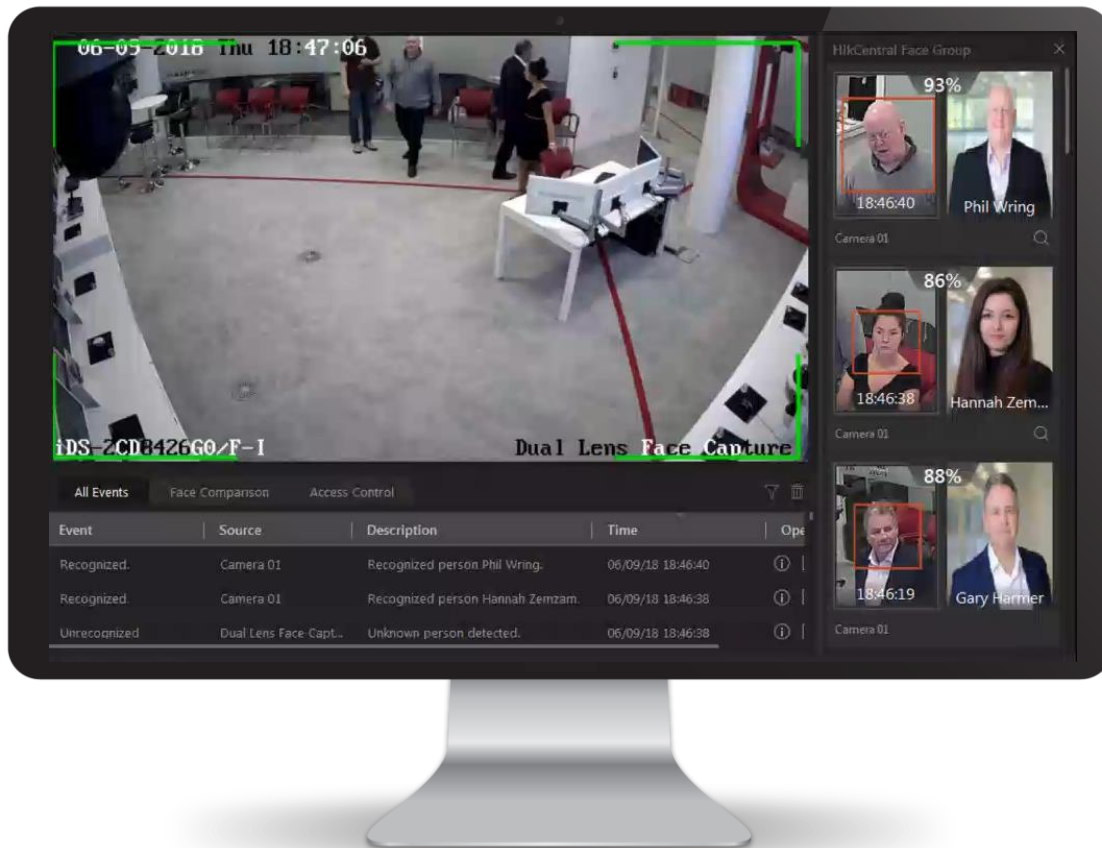 06-09-2018 Thu 18:47:06
iDS-2CD8426G0/F-I
Dual Lens Face Capture
All Events
Face Comparison
Access Control
Event
Source
Description
Time
Ope
Recognized.
Camera 01
Recognized person Phil Wring.
06/09/18 18:46:40
Recognized.
Camera 01
Recognized person Hannah Zemzam.
06/09/18 18:46:38
Unrecognized
Dual Lens Face-Capt...
Unknown person detected.
06/09/18 18:46:38
HikCentral Face Group
93%
18:46:40
Phil Wring
Camera 01
86%
18:46:38
Hannah Zem...
Camera 01
88%
18:46:19
Gary Harmer
Camera 01